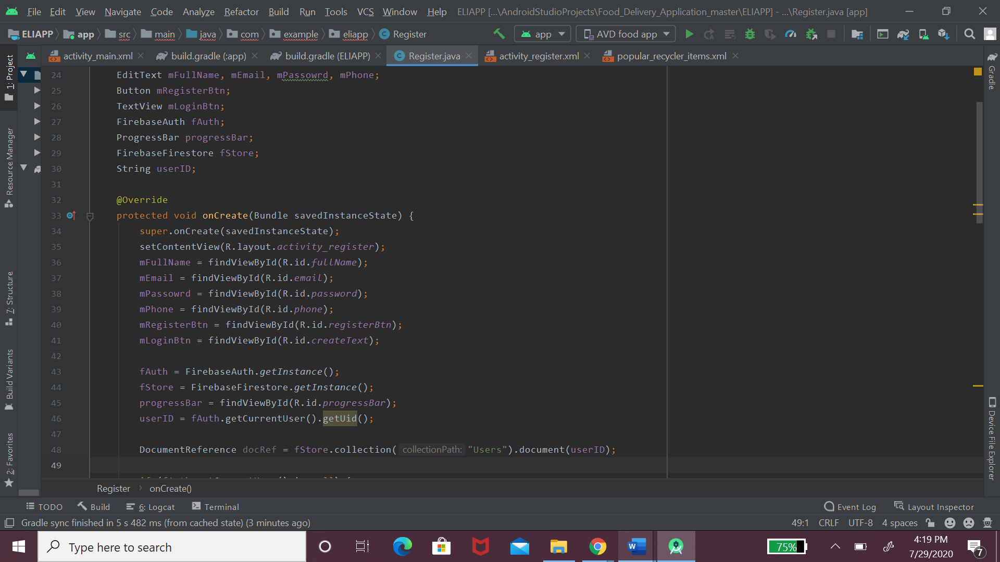 File Edit View Navigate Code Analyze Refactor Build Run Tools VCS Window Help ELIAPP [...\AndroidStudioProjects\Food_Delivery_Application_master\ELIAPP] - ...\Register.java [app]
ELIAPP app src main java com example eliapp Register app AVD food app
activity_main.xml build.gradle (:app) build.gradle (ELIAPP) Register.java activity_register.xml popular_recycler_items.xml
1: Project
Resource Manager
7: Structure
Build Variants
2: Favorites
Gradle
Device File Explorer
24 EditText mFullName, mEmail, mPassowrd, mPhone;
25 Button mRegisterBtn;
26 TextView mLoginBtn;
27 FirebaseAuth fAuth;
28 ProgressBar progressBar;
29 FirebaseFirestore fStore;
30 String userID;
31
32 @Override
33 protected void onCreate(Bundle savedInstanceState) {
34 super.onCreate(savedInstanceState);
35 setContentView(R.layout.activity_register);
36 mFullName = findViewById(R.id.fullName);
37 mEmail = findViewById(R.id.email);
38 mPassowrd = findViewById(R.id.password);
39 mPhone = findViewById(R.id.phone);
40 mRegisterBtn = findViewById(R.id.registerBtn);
41 mLoginBtn = findViewById(R.id.createText);
42
43 fAuth = FirebaseAuth.getInstance();
44 fStore = FirebaseFirestore.getInstance();
45 progressBar = findViewById(R.id.progressBar);
46 userID = fAuth.getCurrentUser().getUid();
47
48 DocumentReference docRef = fStore.collection( collectionPath: "Users").document(userID);
49
Register onCreate()
TODO Build 6: Logcat Terminal Event Log Layout Inspector
Gradle sync finished in 5 s 482 ms (from cached state) (3 minutes ago) 49:1 CRLF UTF-8 4 spaces
Type here to search
75%
4:19 PM
7/29/2020
7